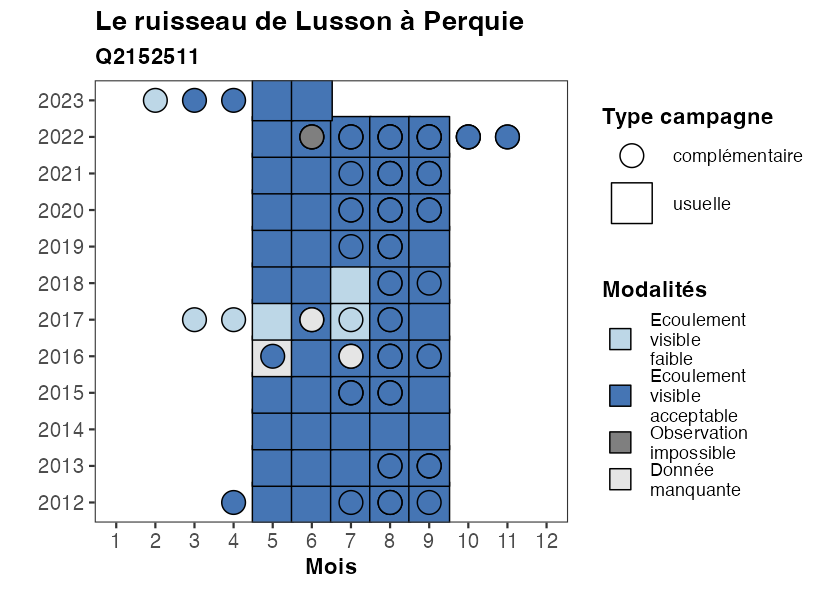 Le ruisseau de Lusson à Perquie
Q2152511
2023
2022
2021
2020
2019
2018
2017
2016
2015
2014
2013
2012
1 2 3 4 5 6 7 8 9 10 11 12
Mois
Type campagne
complémentaire
usuelle
Modalités
Ecoulement
visible
faible
Ecoulement
visible
acceptable
Observation
impossible
Donnée
manquante